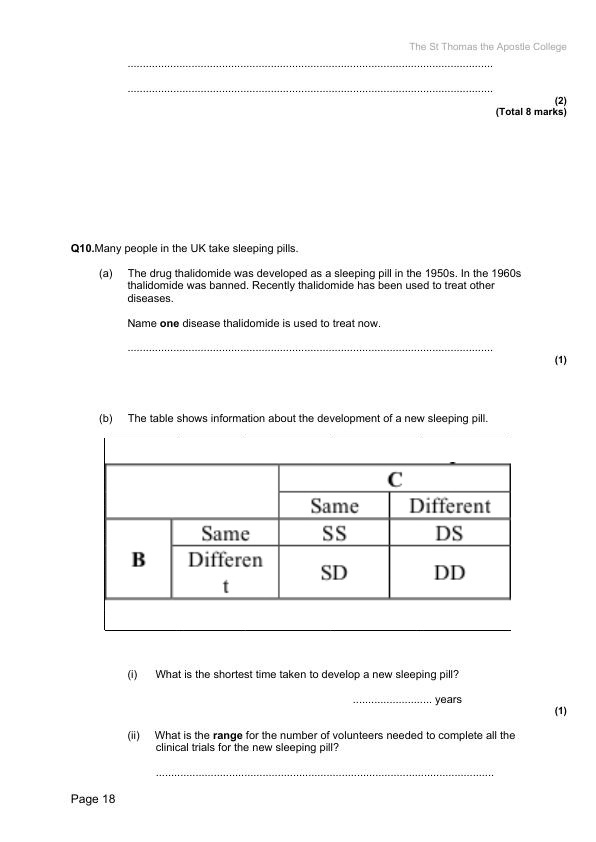 The St Thomas the Apostle College
................................................................................................................................
................................................................................................................................
(2)
(Total 8 marks)
Q10.Many people in the UK take sleeping pills.
(a) The drug thalidomide was developed as a sleeping pill in the 1950s. In the 1960s
thalidomide was banned. Recently thalidomide has been used to treat other
diseases.
Name one disease thalidomide is used to treat now.
................................................................................................................................
(1)
(b) The table shows information about the development of a new sleeping pill.
C
Same Different
B Same SS DS
Differen
t SD DD
(i) What is the shortest time taken to develop a new sleeping pill?
.......................... years
(1)
(ii) What is the range for the number of volunteers needed to complete all the
clinical trials for the new sleeping pill?
................................................................................................................
Page 18